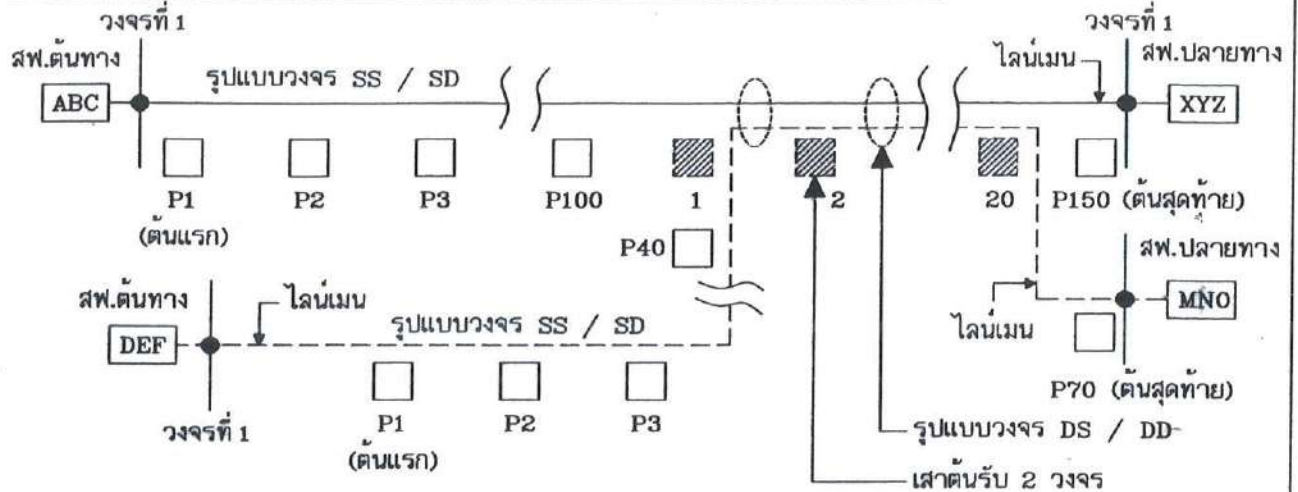 วงจรที่ 1
วงจรที่ 1
สฟ.ต้นทาง
รูปแบบวงจร SS / SD
ไลน์เมน
สฟ.ปลายทาง
ABC
XYZ
P1
P2
P3
P100
1
2
20
P150 (ต้นสุดท้าย)
(ต้นแรก)
P40
สฟ.ปลายทาง
สฟ.ต้นทาง
ไลน์เมน
รูปแบบวงจร SS / SD
MNO
DEF
ไลน์เมน
P1
P2
P3
P70 (ต้นสุดท้าย)
วงจรที่ 1
(ต้นแรก)
รูปแบบวงจร DS / DD
เสาต้นรับ 2 วงจร